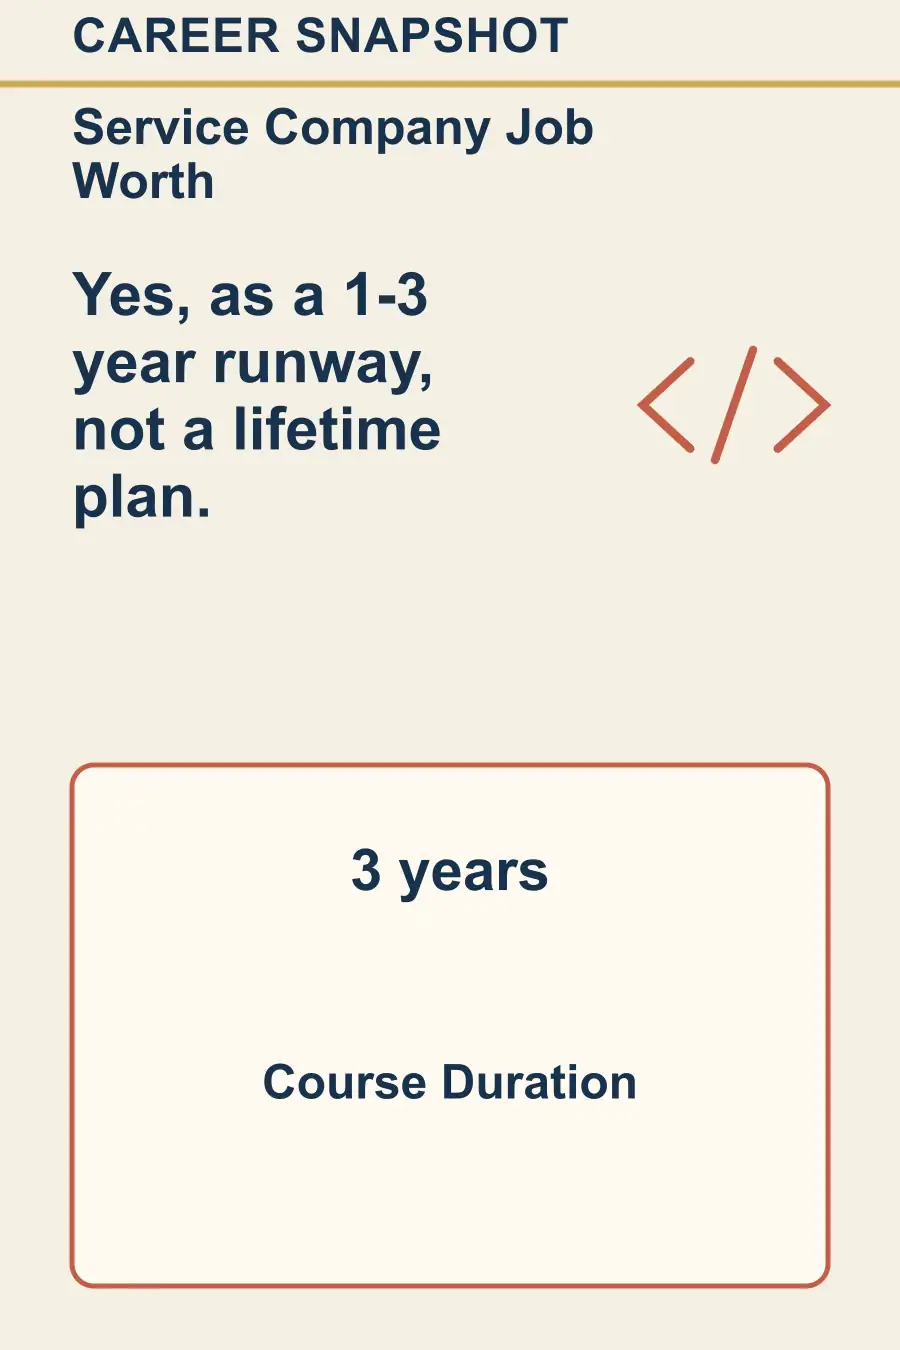 CAREER SNAPSHOT
Service Company Job
Worth
Yes, as a 1-3
year runway,
not a lifetime
plan.
3 years
Course Duration